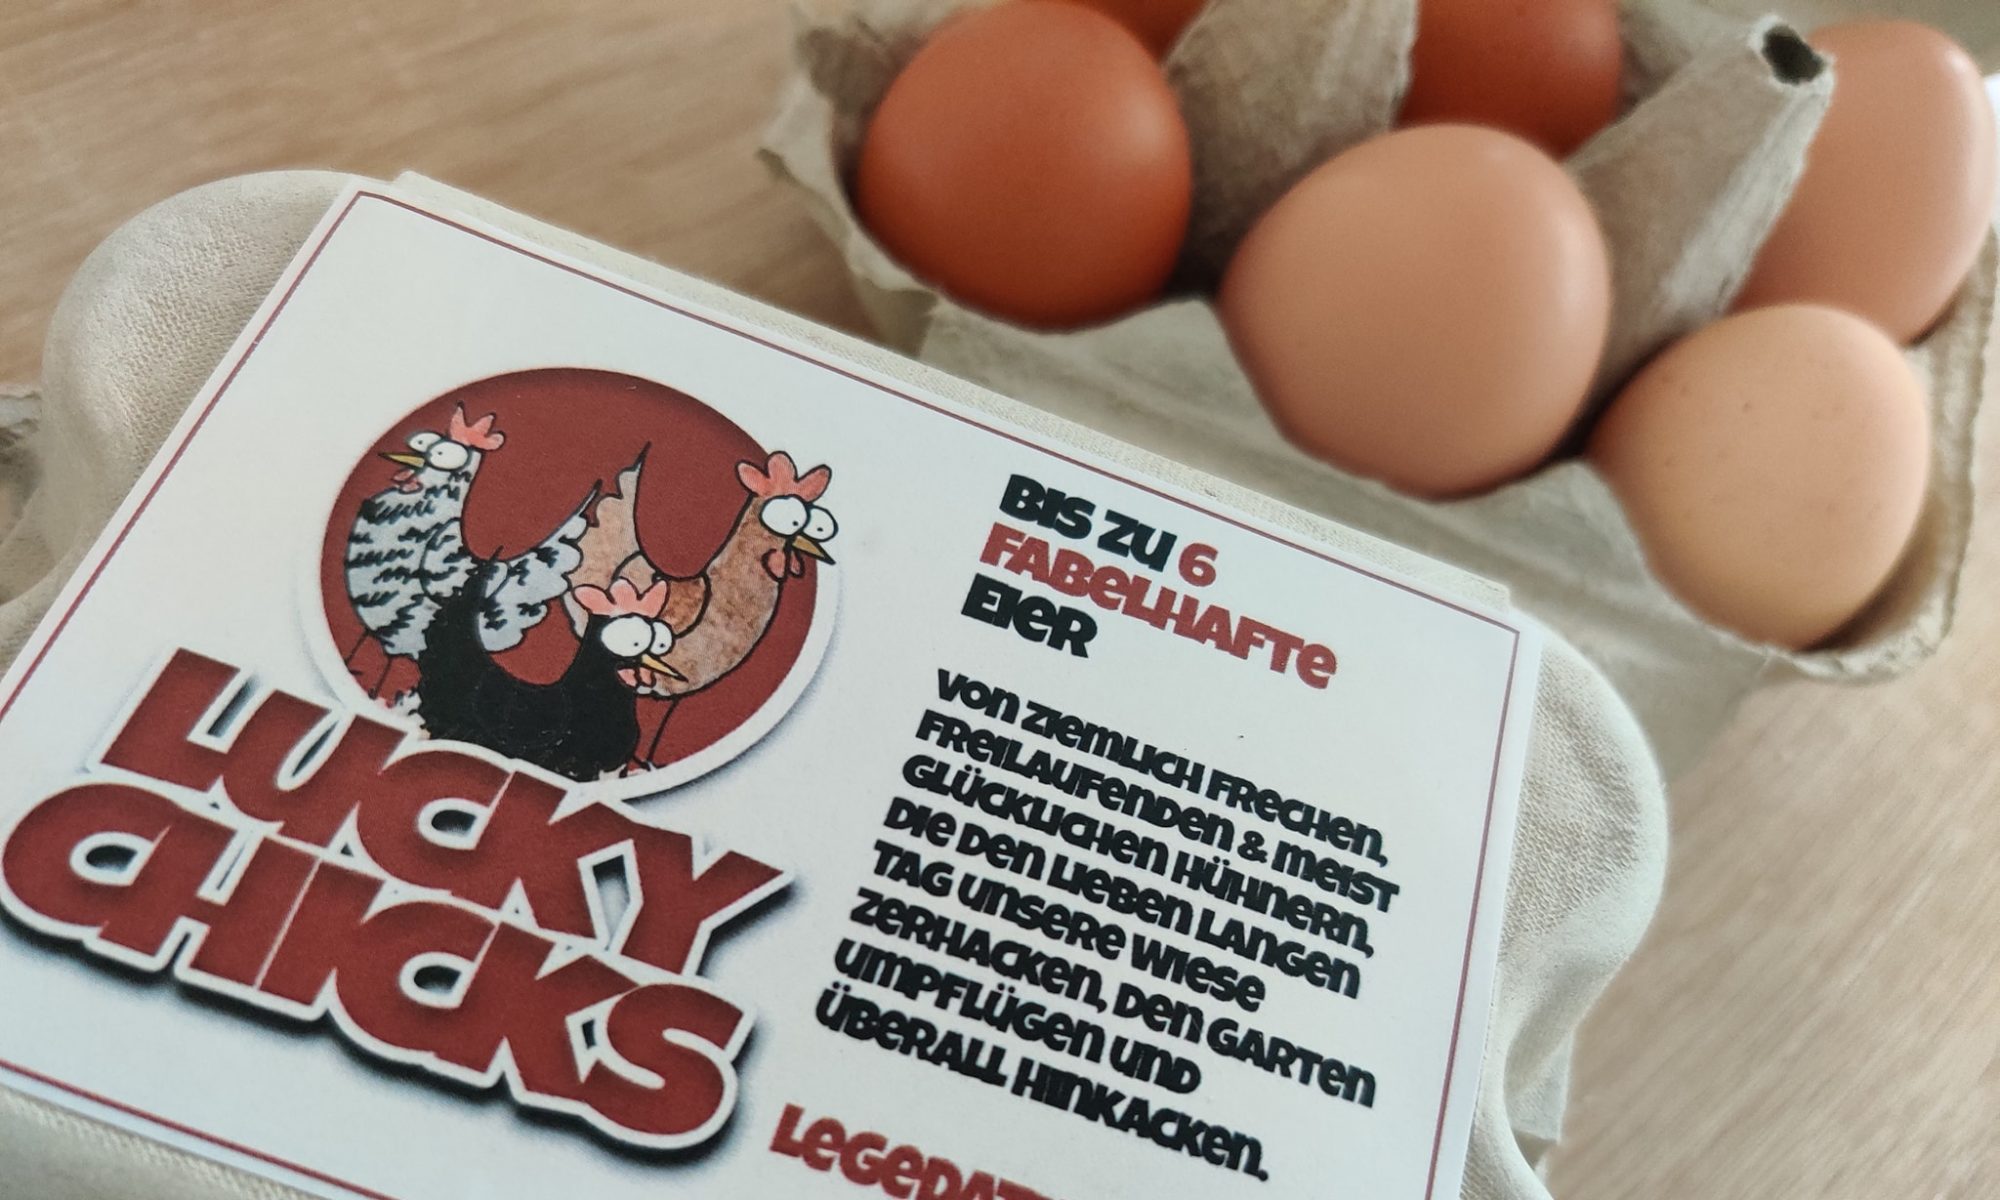 LUCKY
CHICKS
BIS ZU 6
FABELHAFTE
EIER
VON ZIEMLICH FRECHEN,
FREILAUFENDEN & MEIST
GLÜCKLICHEN HÜHNERN,
DIE DEN LIEBEN LANGEN
TAG UNSERE WIESE
ZERHACKEN, DEN GARTEN
UMPFLÜGEN UND
ÜBERALL HINKACKEN.